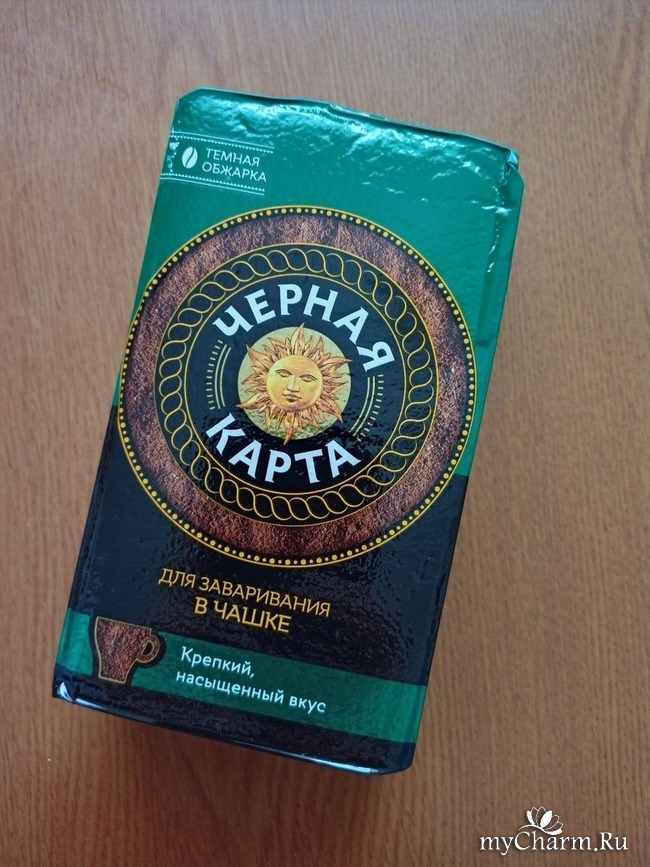 ТЕМНАЯ
ОБЖАРКА
ЧЕРНАЯ
КАРТА
ДЛЯ ЗАВАРИВАНИЯ
В ЧАШКЕ
Крепкий,
насыщенный вкус
myCharm.Ru